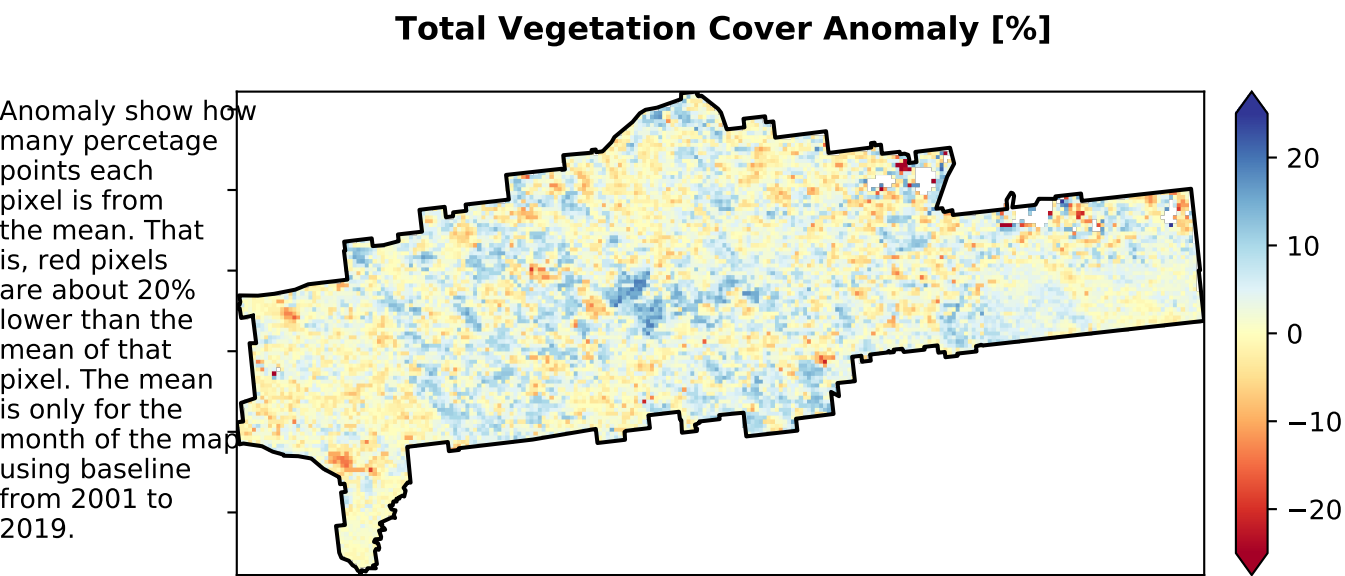 Total Vegetation Cover Anomaly [%]
Anomaly show how
many percetage
points each
pixel is from
the mean. That
is, red pixels
are about 20%
lower than the
mean of that
pixel. The mean
is only for the
month of the map
using baseline
from 2001 to
2019.
20
10
0
−10
−20